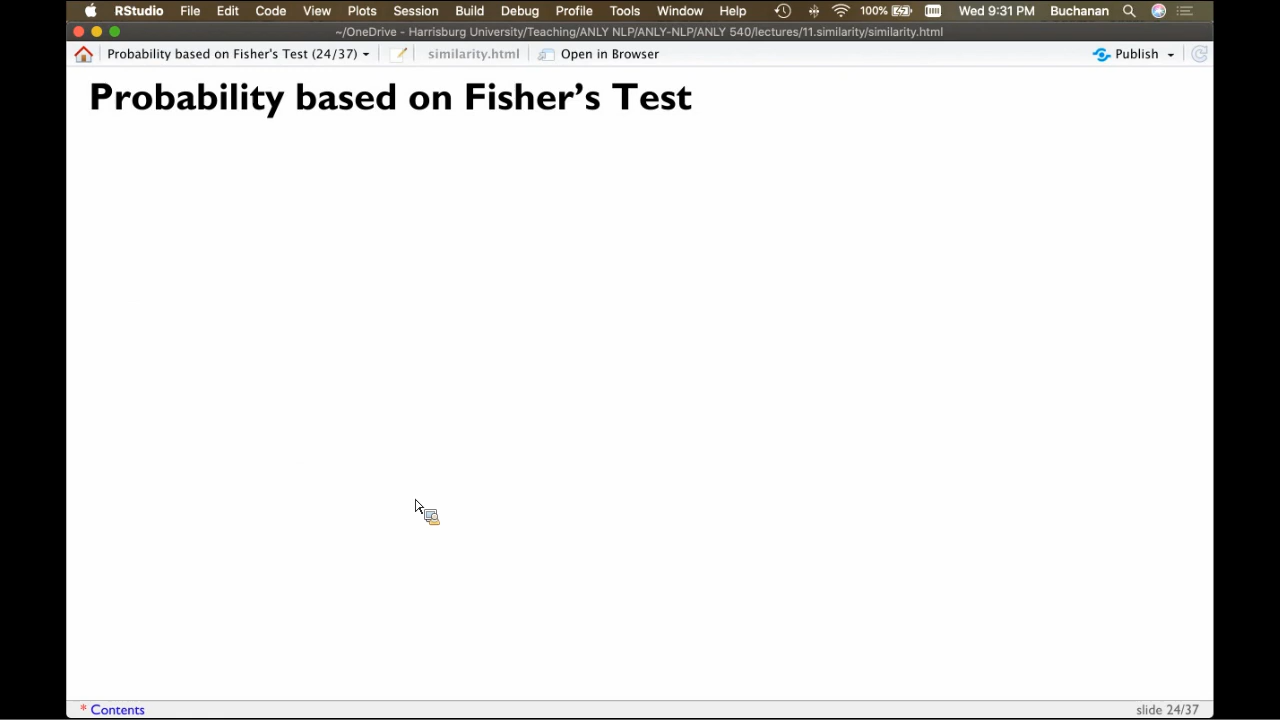 RStudio File Edit Code View Plots Session Build Debug Profile Tools Window Help 100% Wed 9:31 PM Buchanan
~/OneDrive - Harrisburg University/Teaching/ANLY NLP/ANLY-NLP/ANLY 540/lectures/11.similarity/similarity.html
Probability based on Fisher's Test (24/37) similarity.html Open in Browser Publish
Probability based on Fisher’s Test
* Contents slide 24/37